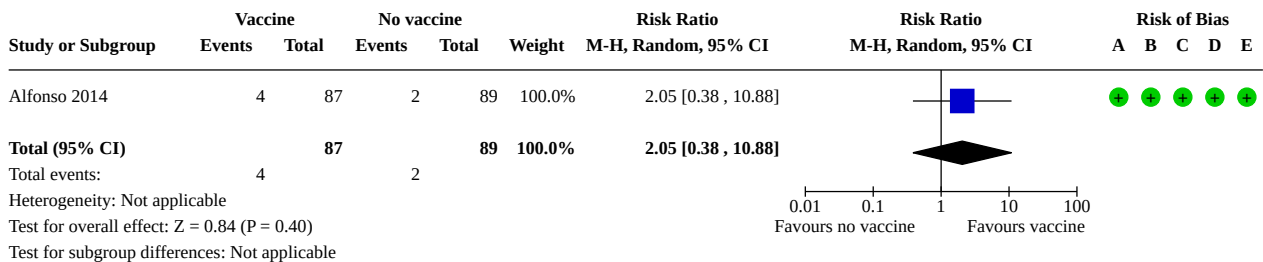 Vaccine No vaccine Risk Ratio Risk Ratio Risk of Bias
Study or Subgroup Events Total Events Total Weight M-H, Random, 95% CI M-H, Random, 95% CI A B C D E
Alfonso 2014 4 87 2 89 100.0% 2.05 [0.38 , 10.88] + + + + +
Total (95% CI) 87 89 100.0% 2.05 [0.38 , 10.88]
Total events: 4 2
Heterogeneity: Not applicable 0.01 0.1 1 10 100
Test for overall effect: Z = 0.84 (P = 0.40) Favours no vaccine Favours vaccine
Test for subgroup differences: Not applicable